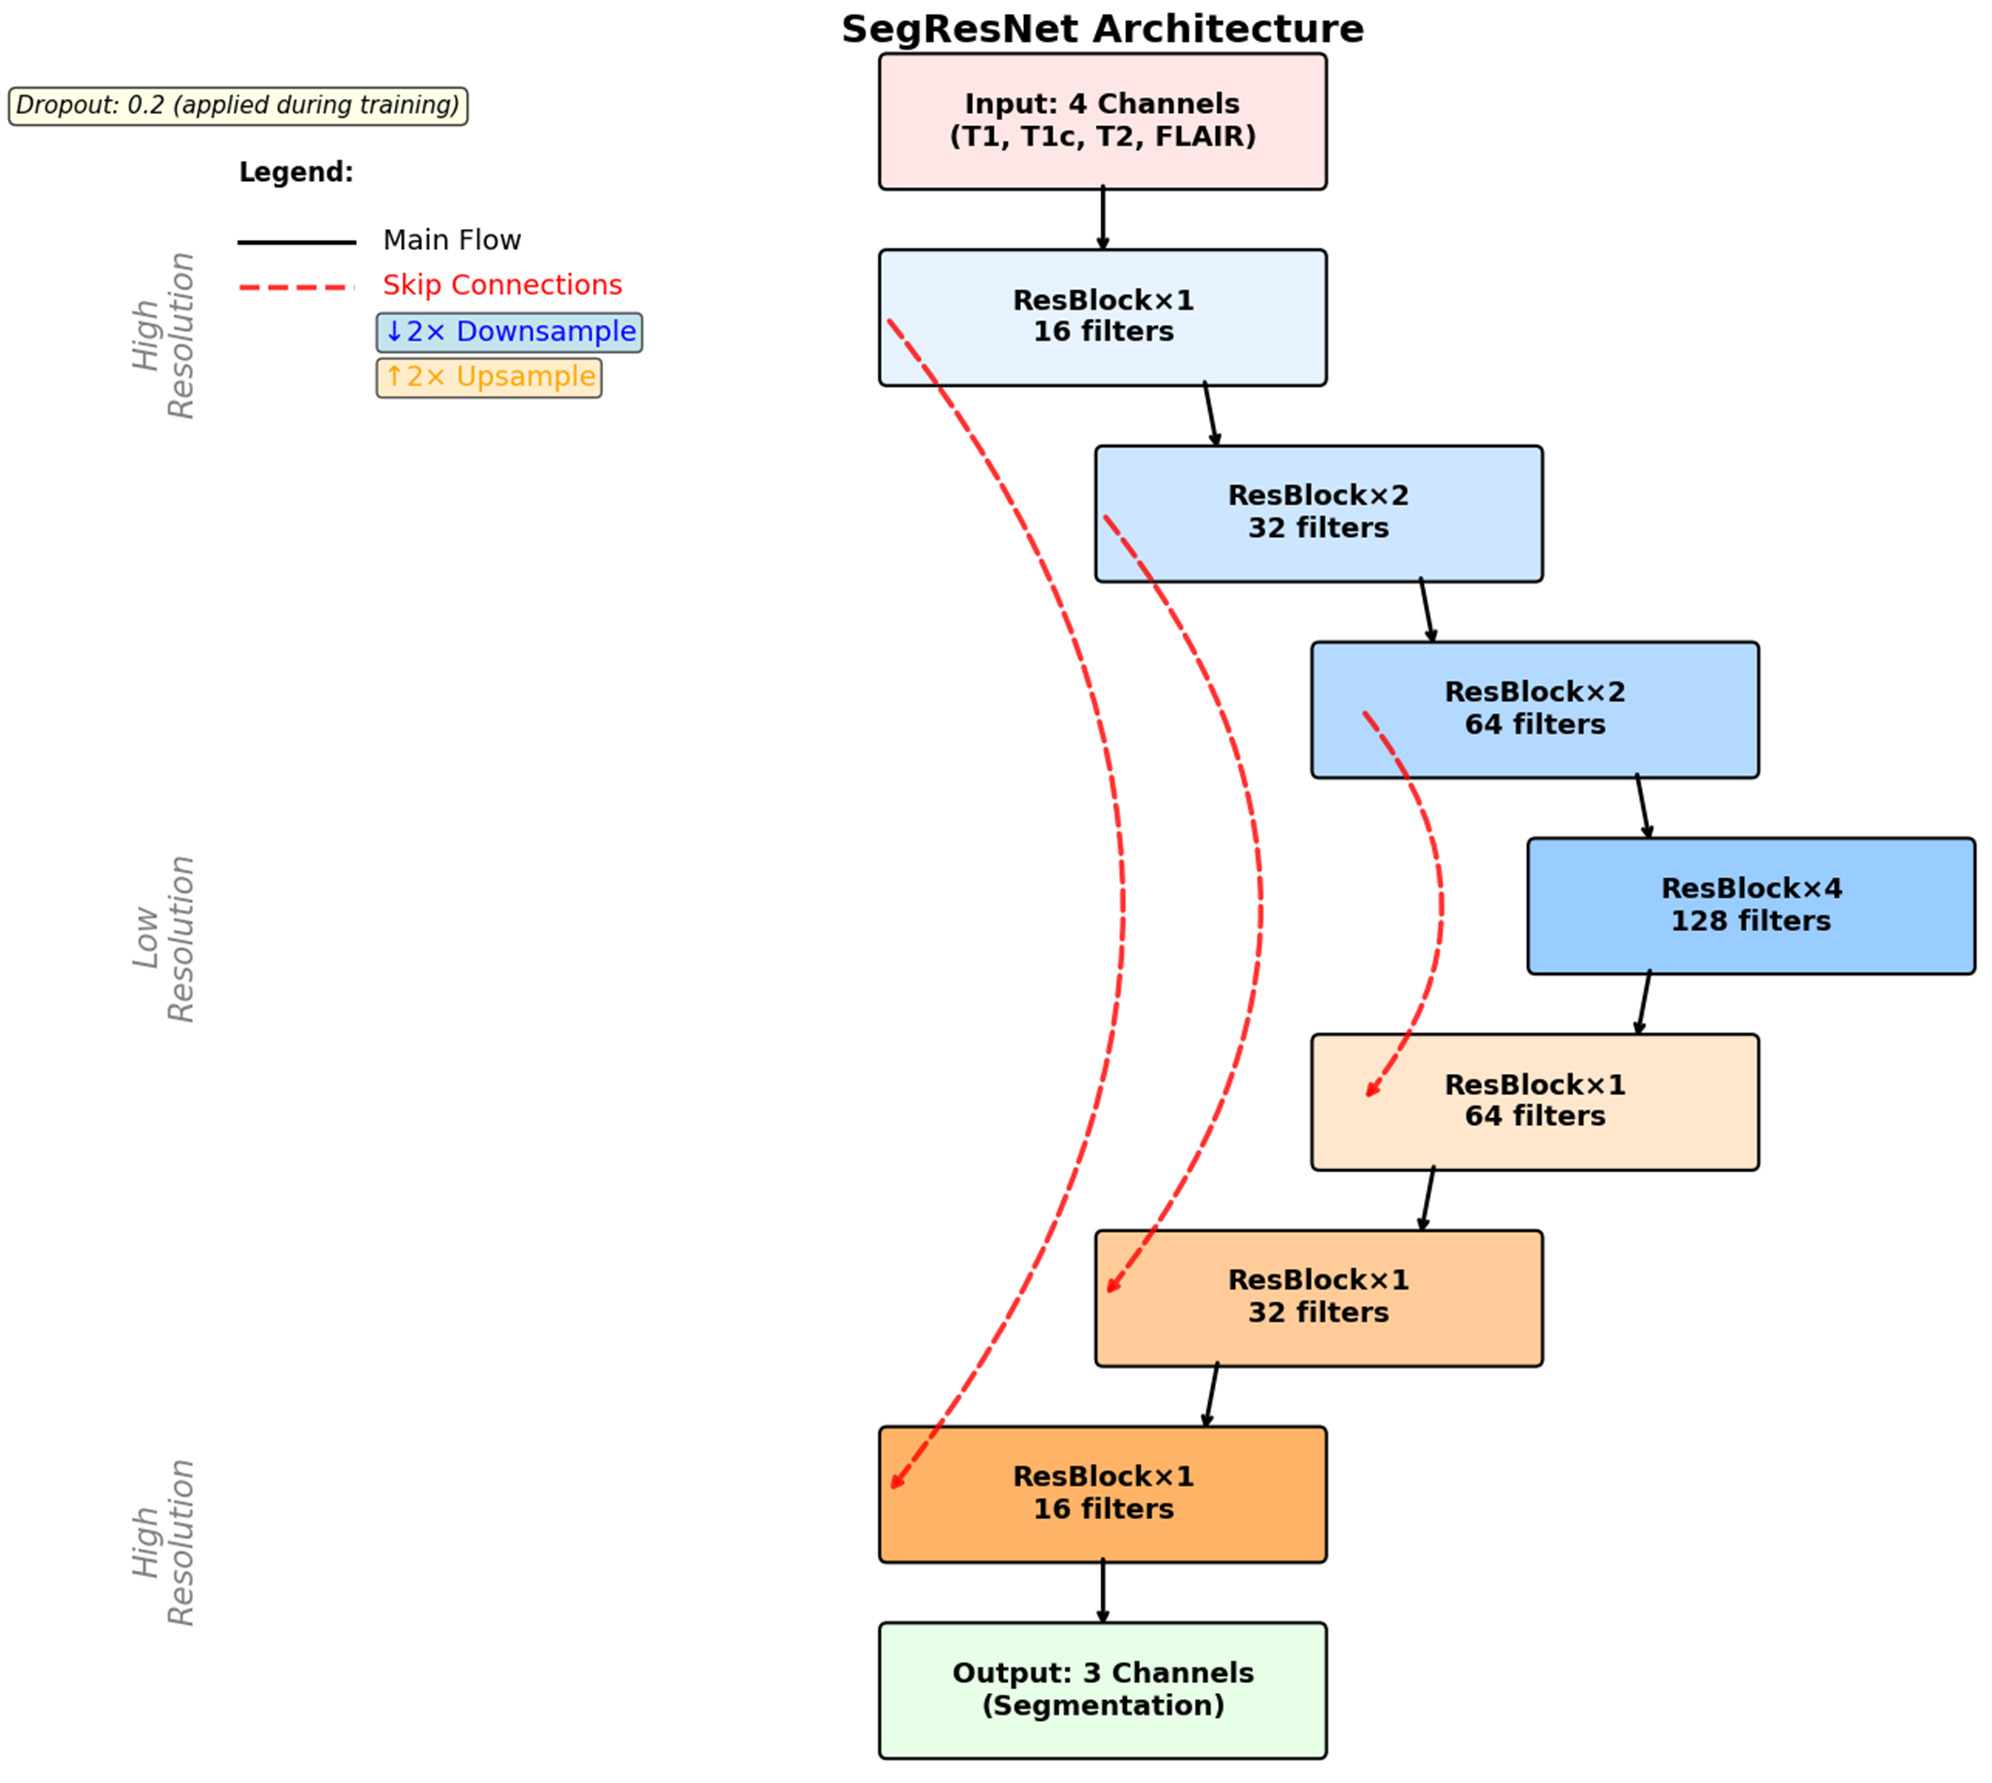 SegResNet Architecture
Dropout: 0.2 (applied during training)
Legend:
Main Flow
Skip Connections
↓2× Downsample
↑2× Upsample
High
Resolution
Low
Resolution
High
Resolution
Input: 4 Channels
(T1, T1c, T2, FLAIR)
ResBlock×1
16 filters
ResBlock×2
32 filters
ResBlock×2
64 filters
ResBlock×4
128 filters
ResBlock×1
64 filters
ResBlock×1
32 filters
ResBlock×1
16 filters
Output: 3 Channels
(Segmentation)